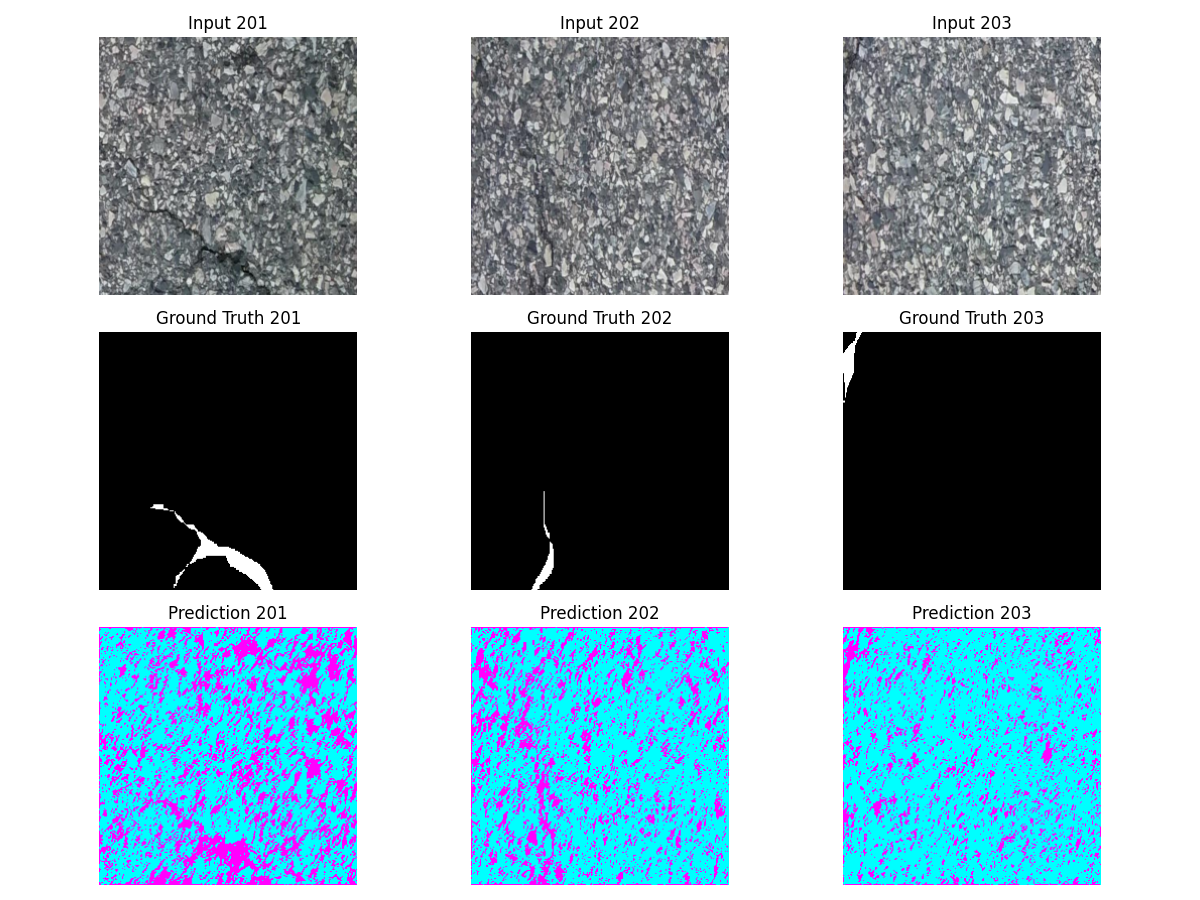 Input 201
Input 202
Input 203
Ground Truth 201
Ground Truth 202
Ground Truth 203
Prediction 201
Prediction 202
Prediction 203